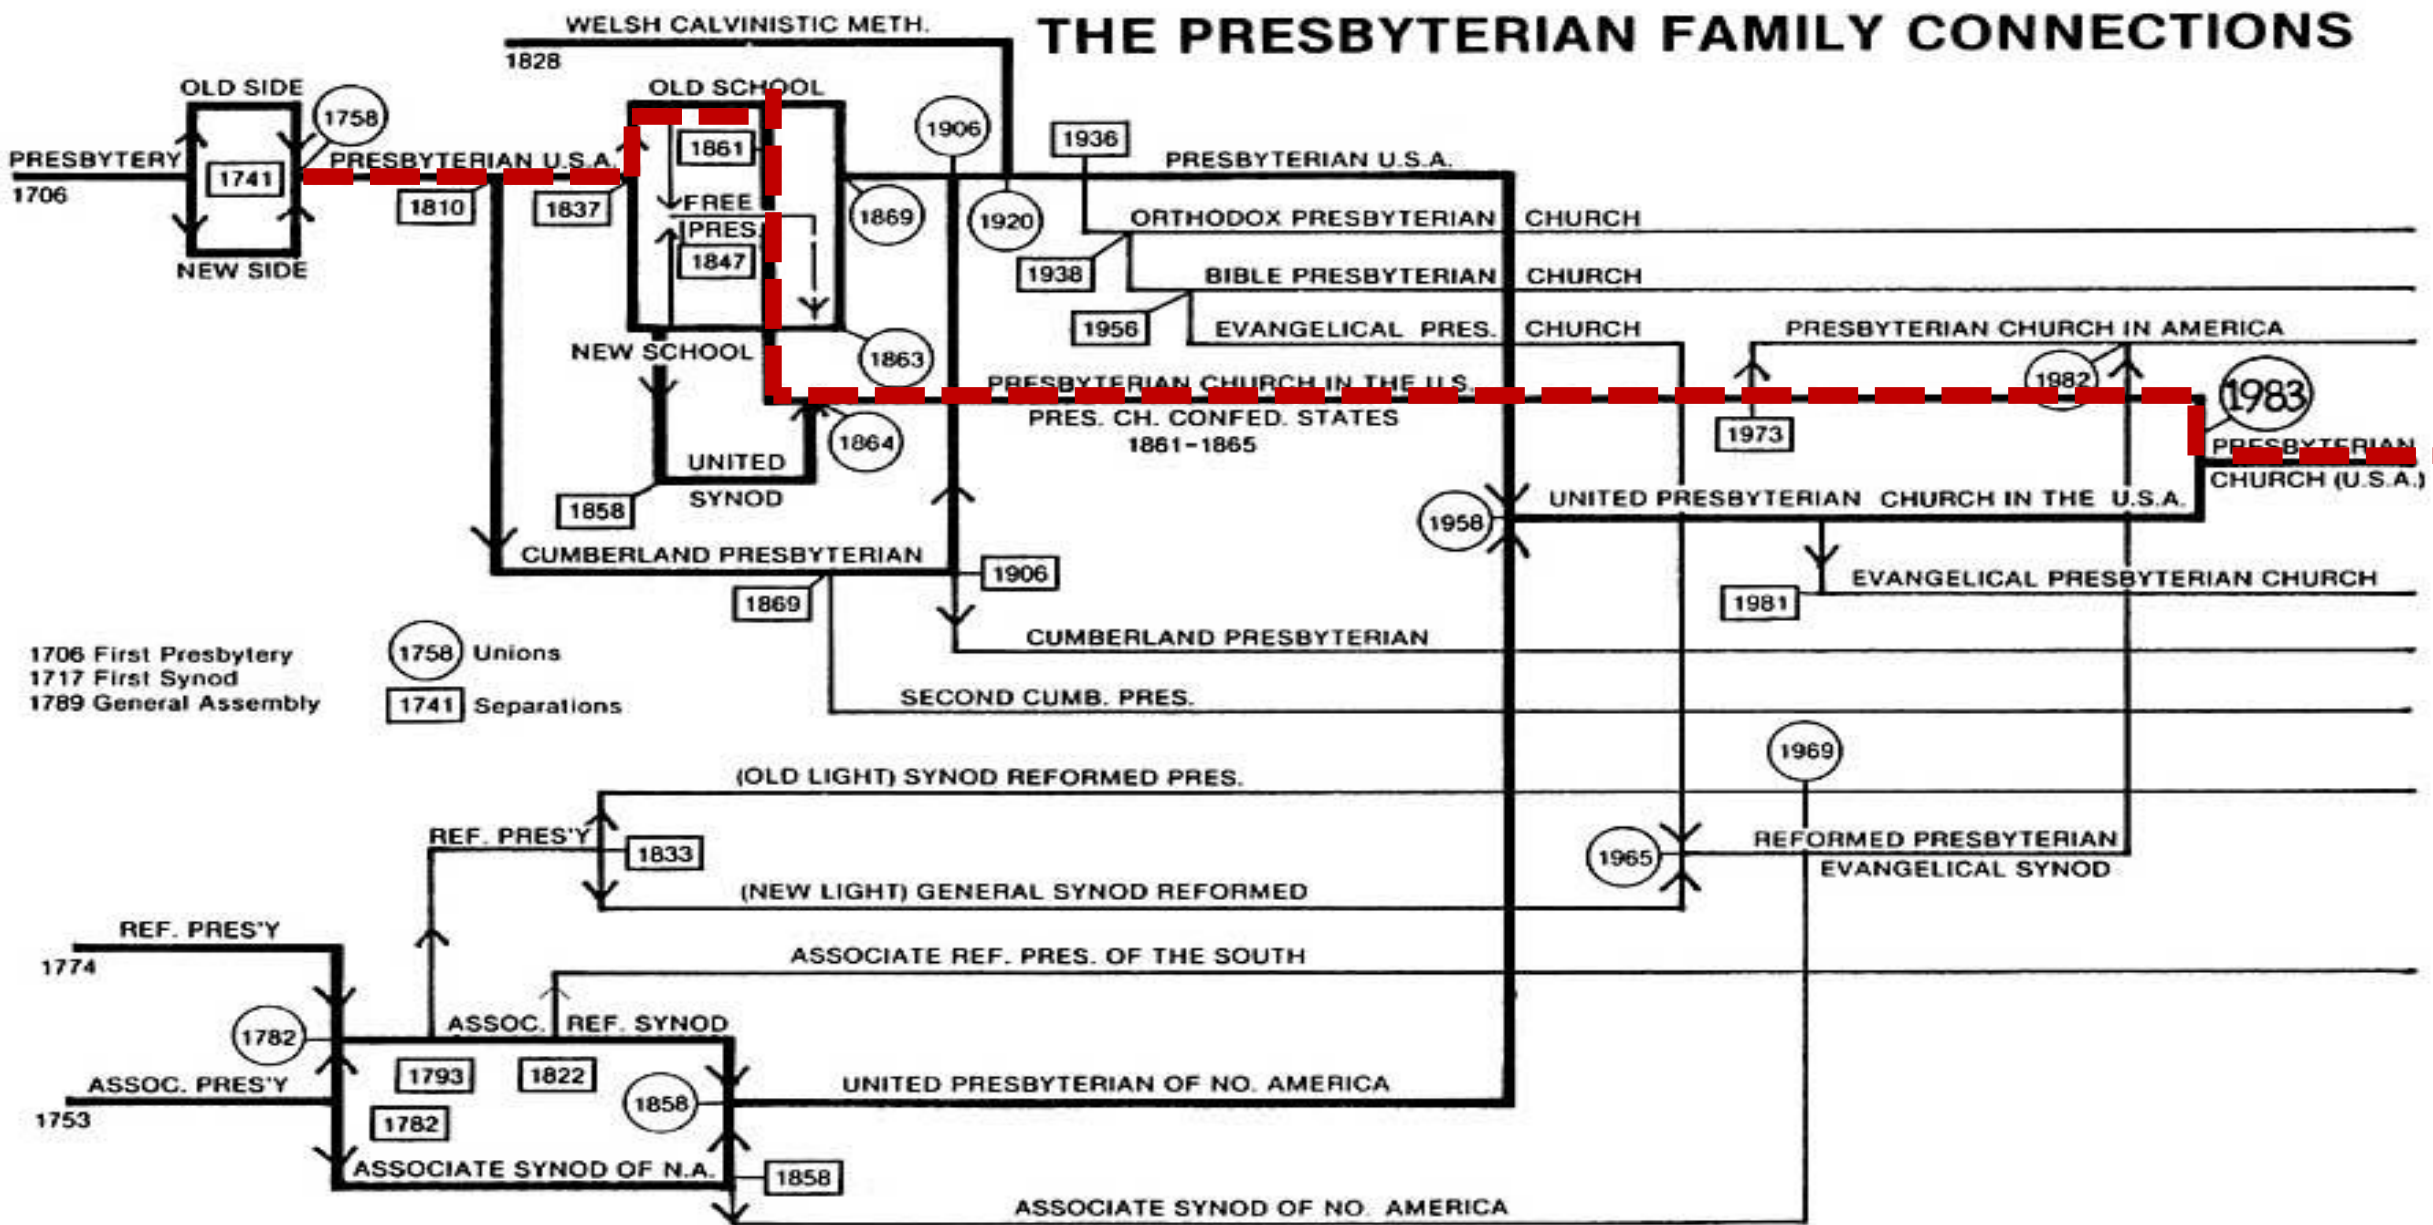 THE PRESBYTERIAN FAMILY CONNECTIONS
WELSH CALVINISTIC METH.
1828
OLD SIDE
1758
OLD SCHOOL
PRESBYTERY
1706
1741
PRESBYTERIAN U.S.A.
1861
1906
1936
PRESBYTERIAN U.S.A.
1810
1837
FREE
PRES.
1847
1869
1920
ORTHODOX PRESBYTERIAN CHURCH
NEW SIDE
1938
BIBLE PRESBYTERIAN CHURCH
1956
EVANGELICAL PRES. CHURCH
PRESBYTERIAN CHURCH IN AMERICA
NEW SCHOOL
1863
PRESBYTERIAN CHURCH IN THE U.S.
1982
1983
PRES. CH. CONFED. STATES
1861-1865
1864
1973
PRESBYTERIAN
CHURCH (U.S.A.)
UNITED
SYNOD
1858
1958
UNITED PRESBYTERIAN CHURCH IN THE U.S.A.
CUMBERLAND PRESBYTERIAN
1906
1869
1981
EVANGELICAL PRESBYTERIAN CHURCH
CUMBERLAND PRESBYTERIAN
1706 First Presbytery
1717 First Synod
1789 General Assembly
1758 Unions
1741 Separations
SECOND CUMB. PRES.
1969
(OLD LIGHT) SYNOD REFORMED PRES.
REF. PRES'Y
1833
1965
REFORMED PRESBYTERIAN
EVANGELICAL SYNOD
(NEW LIGHT) GENERAL SYNOD REFORMED
REF. PRES'Y
1774
ASSOCIATE REF. PRES. OF THE SOUTH
1782
ASSOC. REF. SYNOD
1793
1822
ASSOC. PRES'Y
1753
1858
UNITED PRESBYTERIAN OF NO. AMERICA
1782
ASSOCIATE SYNOD OF N.A.
1858
ASSOCIATE SYNOD OF NO. AMERICA